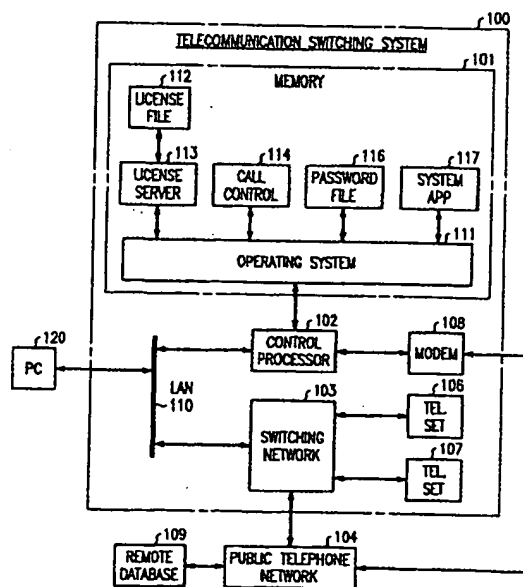 100
TELECOMMUNICATION SWITCHING SYSTEM
101
MEMORY
112
LICENSE
FILE
113
LICENSE
SERVER
114
CALL
CONTROL
116
PASSWORD
FILE
117
SYSTEM
APP
111
OPERATING SYSTEM
102
CONTROL
PROCESSOR
108
MODEM
120
PC
LAN
110
103
SWITCHING
NETWORK
106
TEL.
SET
107
TEL.
SET
109
REMOTE
DATABASE
104
PUBLIC TELEPHONE
NETWORK